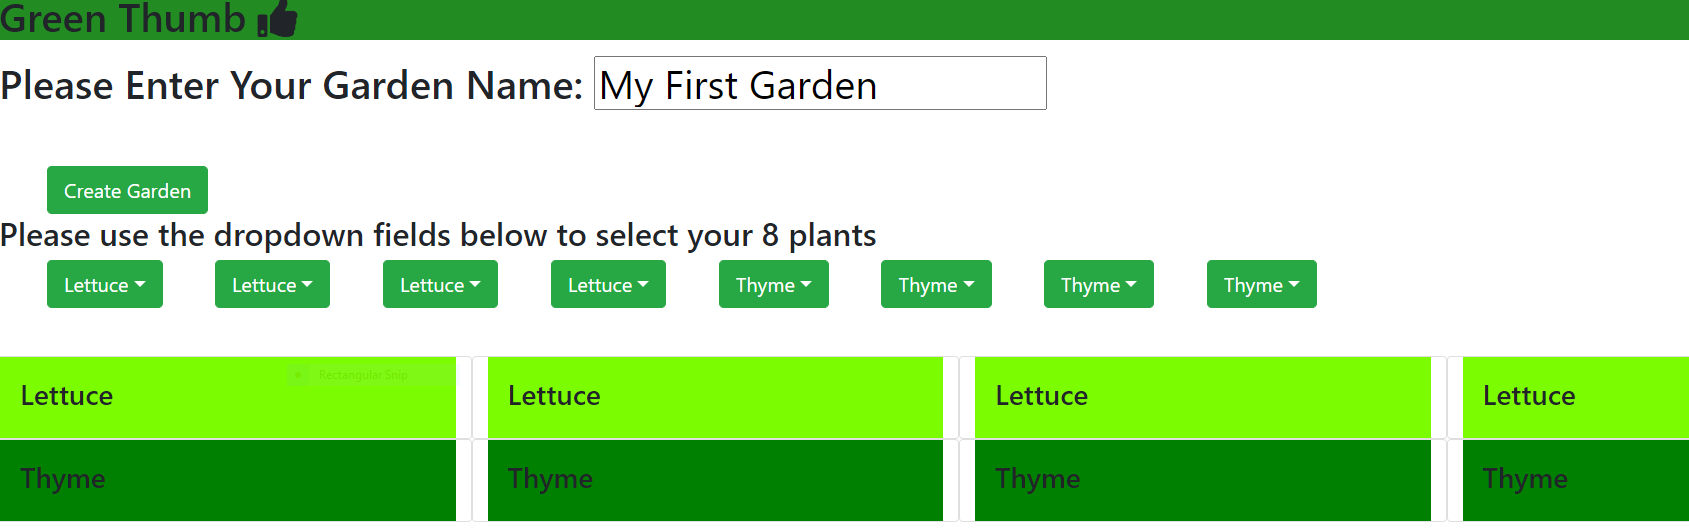 Green Thumb
Please Enter Your Garden Name: My First Garden
Create Garden
Please use the dropdown fields below to select your 8 plants
Lettuce Lettuce Lettuce Lettuce Thyme Thyme Thyme Thyme
Rectangular Snip
Lettuce Lettuce Lettuce Lettuce
Thyme Thyme Thyme Thyme